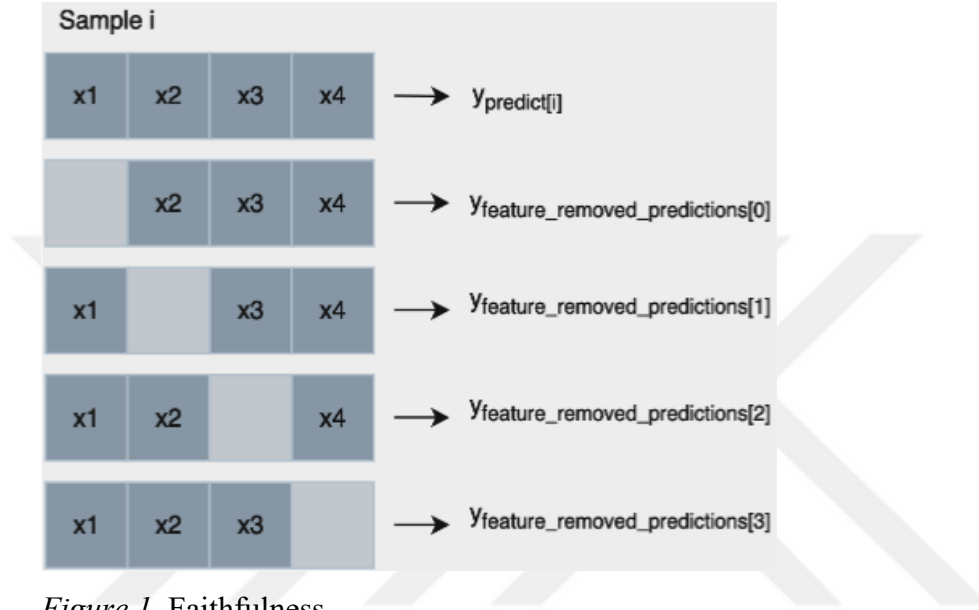 Sample i
x1 x2 x3 x4 → ypredict[i]
x2 x3 x4 → yfeature_removed_predictions[0]
x1 x3 x4 → yfeature_removed_predictions[1]
x1 x2 x4 → yfeature_removed_predictions[2]
x1 x2 x3 → yfeature_removed_predictions[3]
Figure 1. Faithfulness